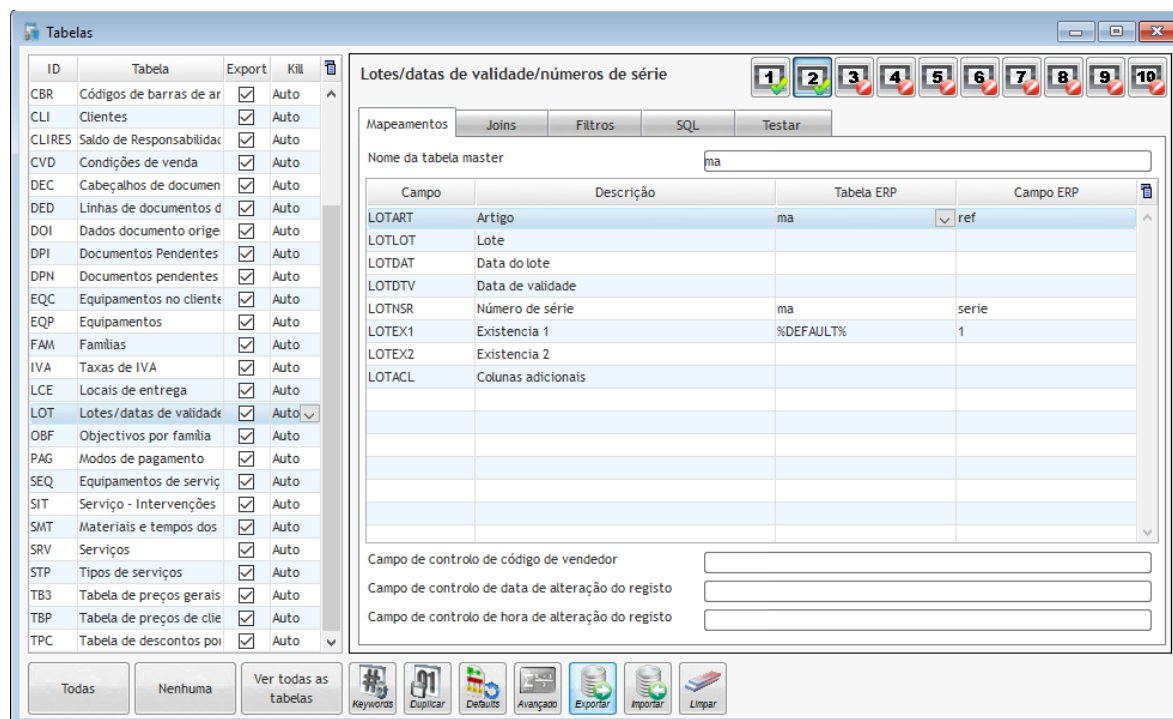 Tabelas
ID Tabela Export Kill
CBR Códigos de barras de ar Auto
CLI Clientes Auto
CLIRES Saldo de Responsabilidad Auto
CVD Condições de venda Auto
DEC Cabeçalhos de documen Auto
DED Linhas de documentos d Auto
DOI Dados documento orige Auto
DPI Documentos Pendentes Auto
DPN Documentos pendentes Auto
EQC Equipamentos no cliente Auto
EQP Equipamentos Auto
FAM Famílias Auto
IVA Taxas de IVA Auto
LCE Locais de entrega Auto
LOT Lotes/datas de validade Auto
OBF Objectivos por família Auto
PAG Modos de pagamento Auto
SEQ Equipamentos de serviç Auto
SIT Serviço - Intervenções Auto
SMT Materiais e tempos dos Auto
SRV Serviços Auto
STP Tipos de serviços Auto
TB3 Tabela de preços gerais Auto
TBP Tabela de preços de clie Auto
TPC Tabela de descontos por Auto
Todas Nenhuma Ver todas as
tabelas
Lotes/datas de validade/números de série
1 2 3 4 5 6 7 8 9 10
Mapeamentos Joins Filtros SQL Testar
Nome da tabela master ma
Campo Descrição Tabela ERP Campo ERP
LOTART Artigo ma ref
LOTLOT Lote
LOTDAT Data do lote
LOTDTV Data de validade
LOTNSR Número de série ma serie
LOTEX1 Existencia 1 %DEFAULT% 1
LOTEX2 Existencia 2
LOTACL Colunas adicionais
Campo de controlo de código de vendedor
Campo de controlo de data de alteração do registo
Campo de controlo de hora de alteração do registo
Keywords Duplicar Defaults Avançado Exportar Importar Limpar